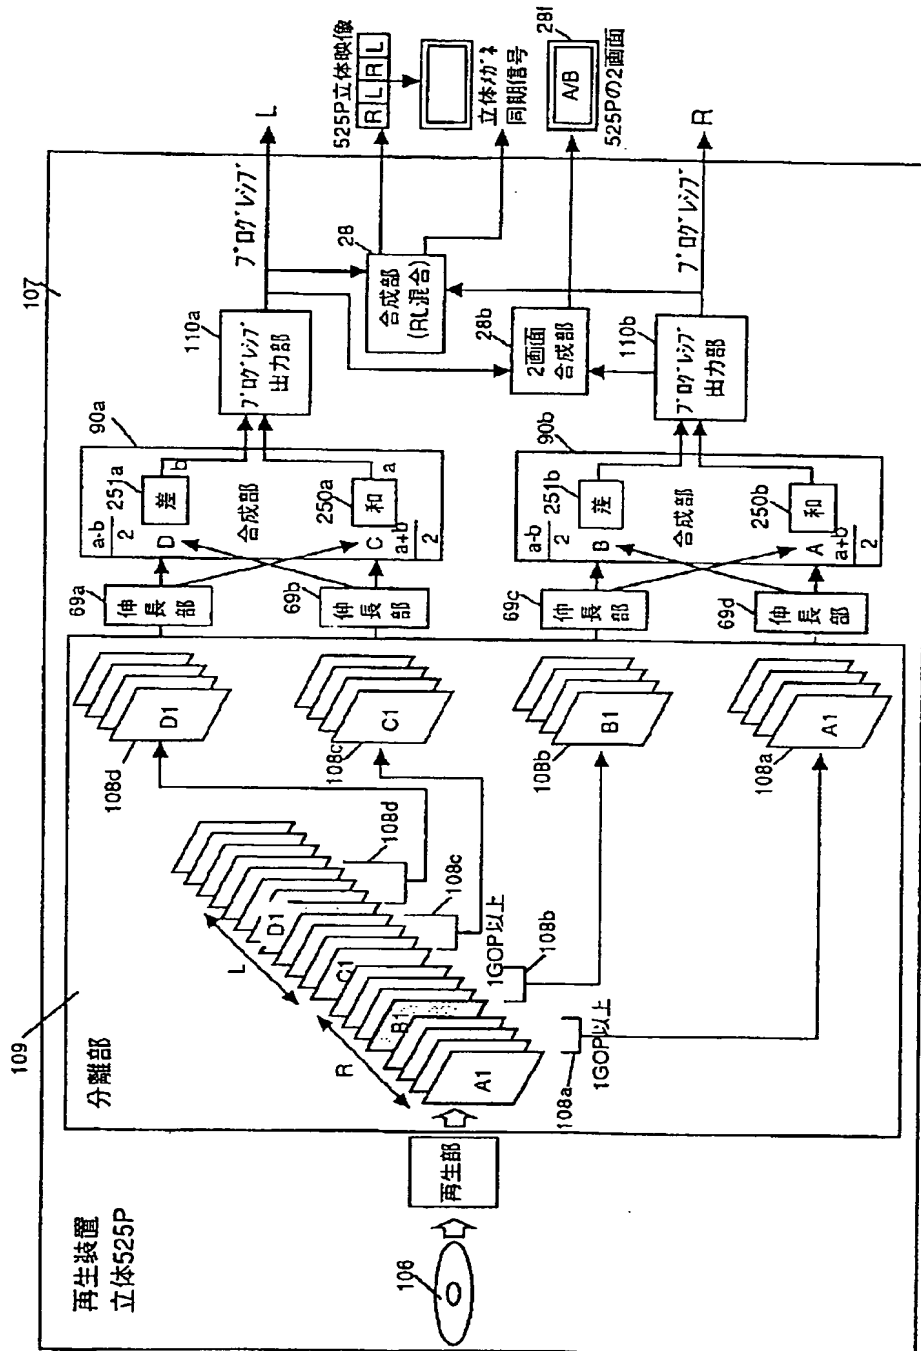 再生装置
立体525P
107
109
分離部
106
再生部
A1
B1
C1
D1
R
L
108a
1GOP以上
108b
1GOP以上
108c
108d
108d
D1
108c
C1
108b
B1
108a
A1
69a
伸長部
69b
伸長部
69c
伸長部
69d
伸長部
90a
a-b
2
251a
差
b
D
合成部
C
250a
和
a
a+b
2
90b
a-b
2
251b
差
B
合成部
A
250b
和
a+b
2
110a
プログレシブ
出力部
プログレシブ
L
28
合成部
(RL混合)
28b
2画面
合成部
110b
プログレシブ
出力部
プログレシブ
R
525P立体映像
R L R L
立体メガネ
同期信号
A/B
28f
525Pの2画面